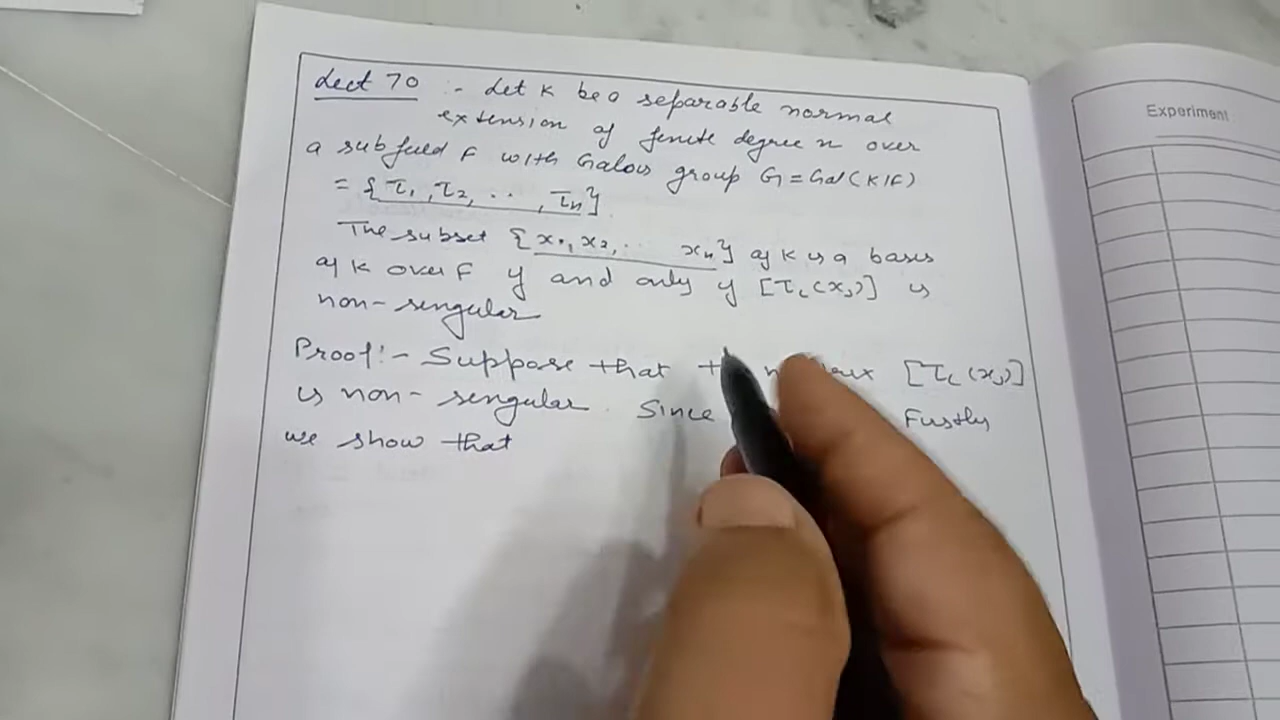 Lect 70 :- Let K be a separable normal
extension of finite degree n over
a subfield F with Galois group G = Gal(K/F)
= {τ₁, τ₂, .. , τₙ}
The subset {x₁, x₂, .. xₙ} of K is a basis
of K over F if and only if [τᵢ(xⱼ)] is
non-singular
Proof:- Suppose that [τᵢ(xⱼ)]
is non-singular. Since Firstly
we show that
Experiment